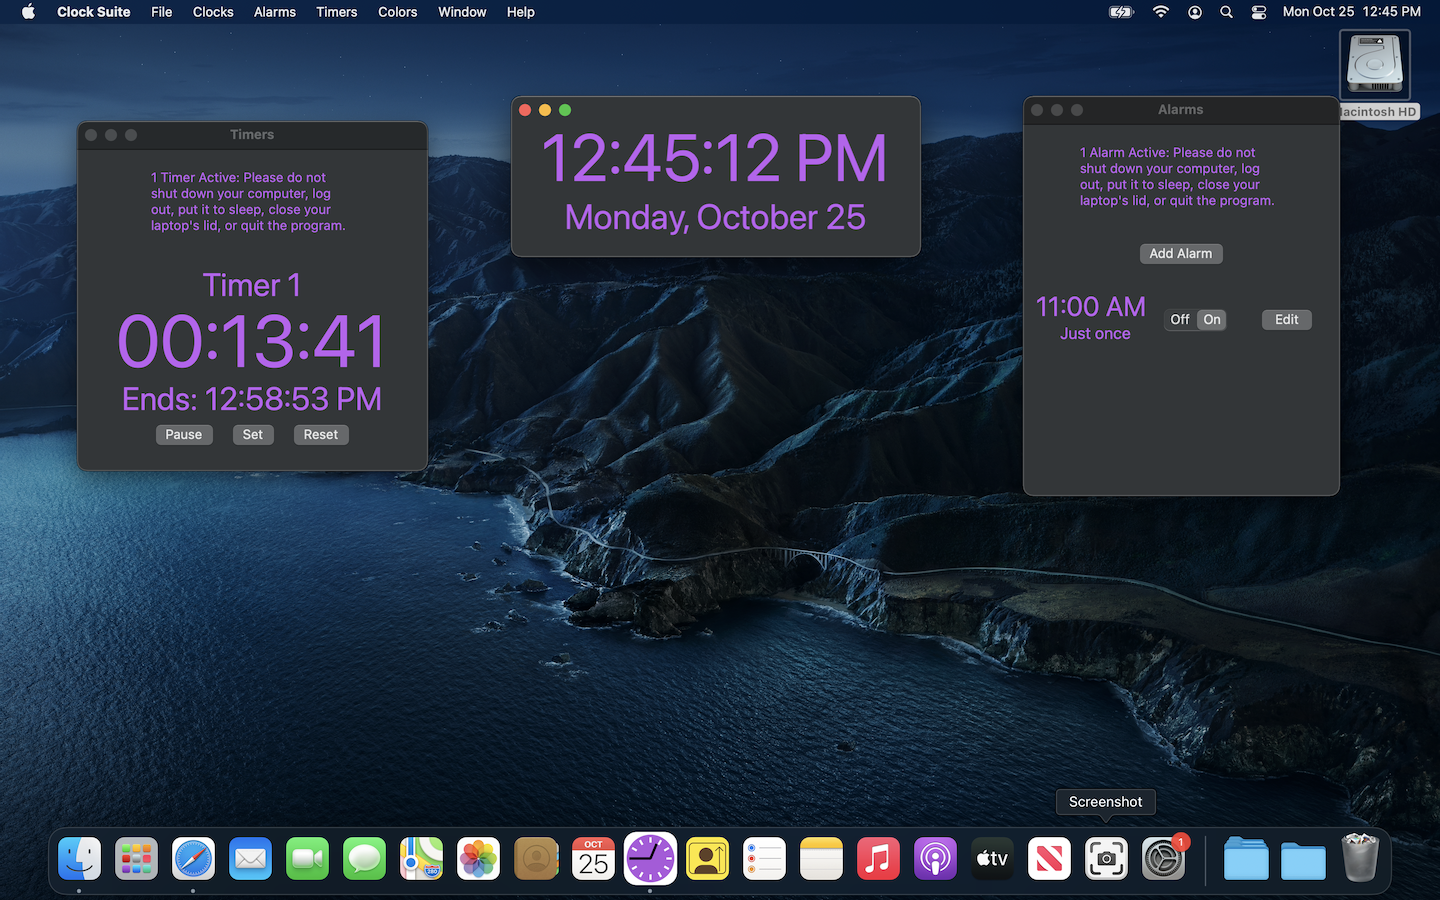 Clock Suite File Clocks Alarms Timers Colors Window Help Mon Oct 25 12:45 PM
acintosh HD
Timers
1 Timer Active: Please do not
shut down your computer, log
out, put it to sleep, close your
laptop's lid, or quit the program.
Timer 1
00:13:41
Ends: 12:58:53 PM
Pause Set Reset
12:45:12 PM
Monday, October 25
Alarms
1 Alarm Active: Please do not
shut down your computer, log
out, put it to sleep, close your
laptop's lid, or quit the program.
Add Alarm
11:00 AM
Just once
Off On
Edit
Screenshot
OCT
25
280
tv
1